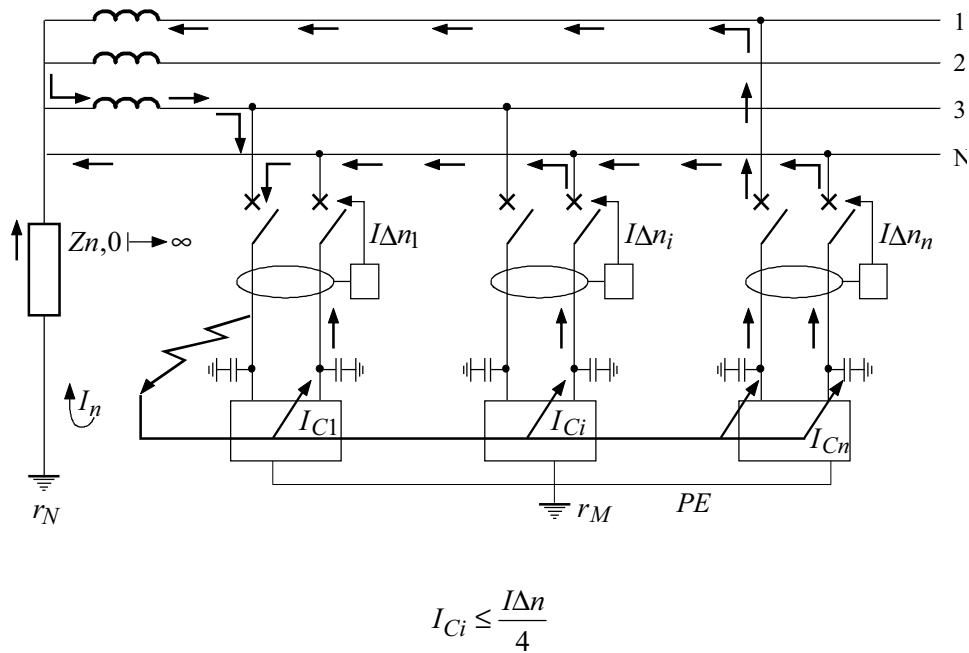 1
2
3
N
Zn,0 |→ ∞
IΔn1
IΔni
IΔnn
In
IC1
ICi
ICn
rN
rM
PE
ICi ≤ IΔn/4